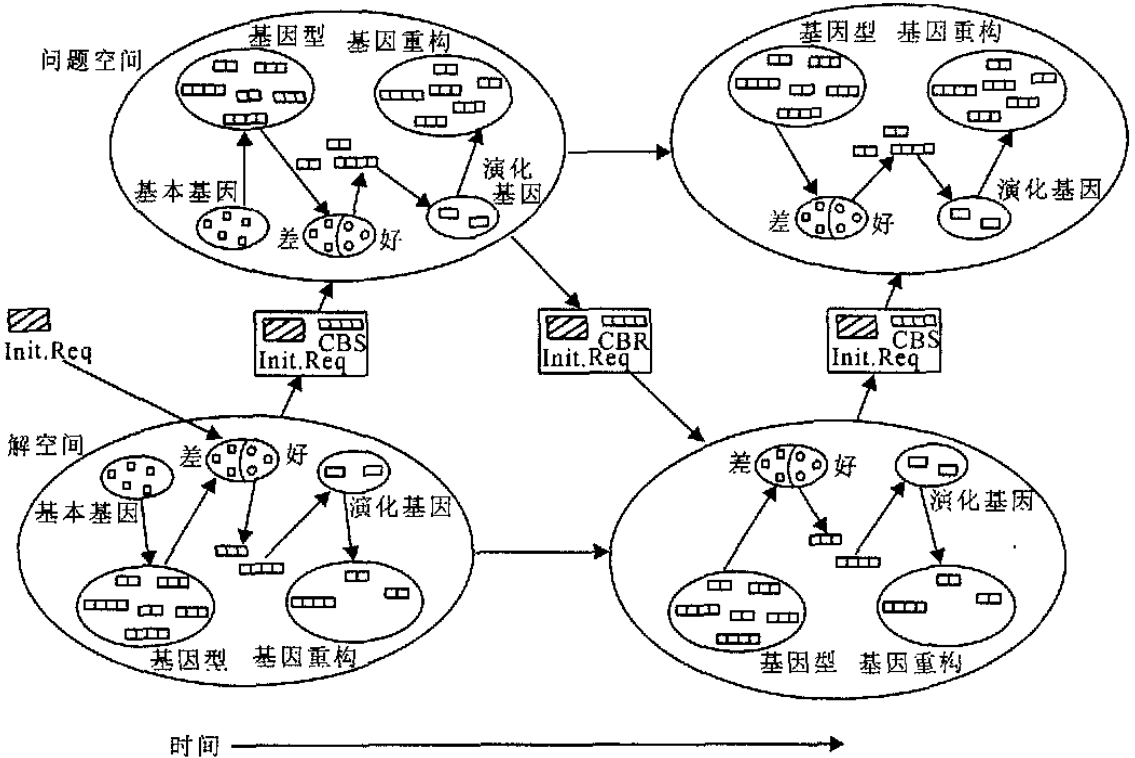 基因型 基因重构
问题空间
基本基因
差 好
演化
基因
基因型 基因重构
差 好
演化基因
Init.Req
CBS
Init.Req
CBR
Init.Req
CBS
Init.Req
解空间
差 好
基本基因
演化基因
基因型 基因重构
差 好
演化基因
基因型 基因重构
时间